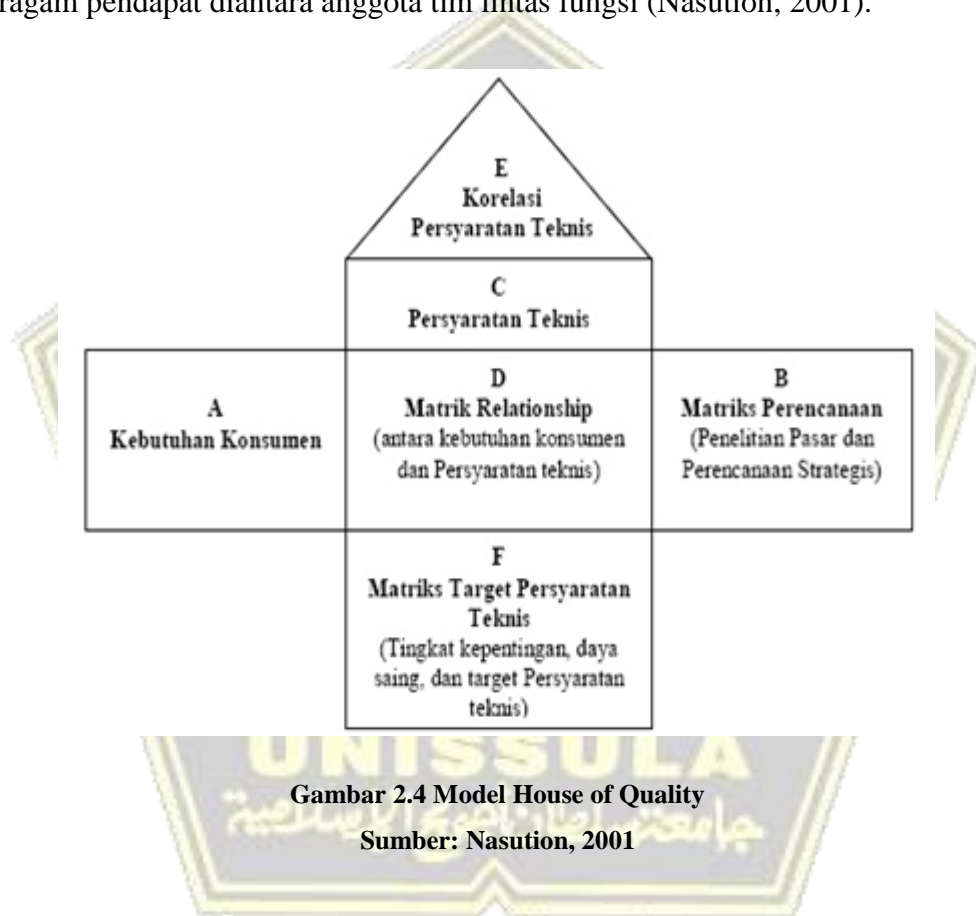 ragam pendapat diantara anggota tim lintas fungsi (Nasution, 2001).
E
Korelasi
Persyaratan Teknis
C
Persyaratan Teknis
A
Kebutuhan Konsumen
D
Matrik Relationship
(antara kebutuhan konsumen
dan Persyaratan teknis)
B
Matriks Perencanaan
(Penelitian Pasar dan
Perencanaan Strategis)
F
Matriks Target Persyaratan
Teknis
(Tingkat kepentingan, daya
saing, dan target Persyaratan
teknis)
UNISSULA
Gambar 2.4 Model House of Quality
Sumber: Nasution, 2001